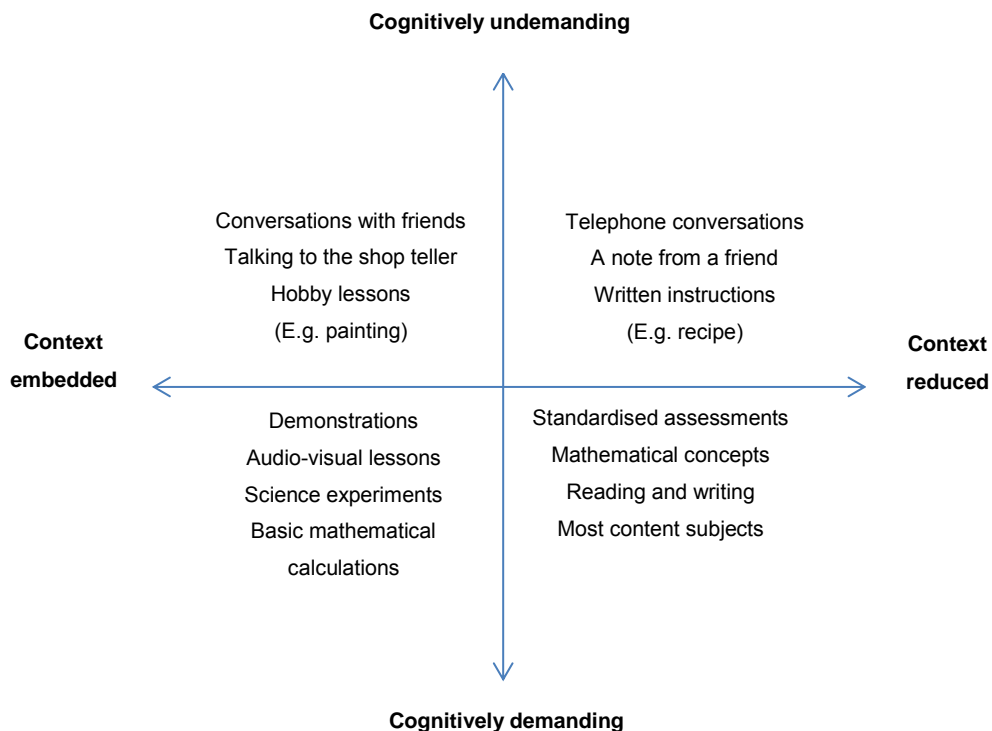 Cognitively undemanding
Conversations with friends
Talking to the shop teller
Hobby lessons
(E.g. painting)
Telephone conversations
A note from a friend
Written instructions
(E.g. recipe)
Context
embedded
Context
reduced
Demonstrations
Audio-visual lessons
Science experiments
Basic mathematical
calculations
Standardised assessments
Mathematical concepts
Reading and writing
Most content subjects
Cognitively demanding